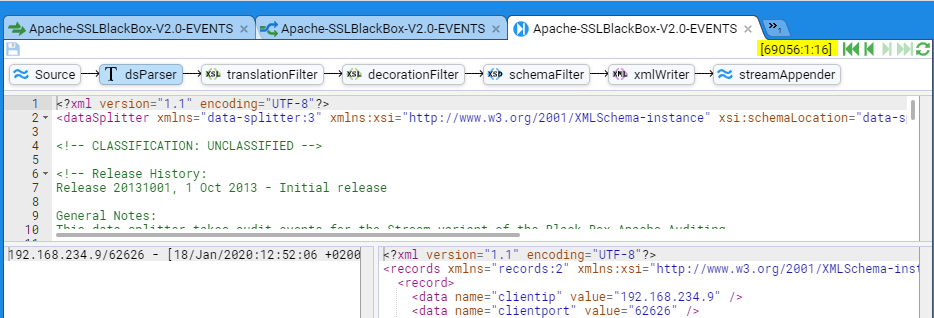 Apache-SSLBlackBox-V2.0-EVENTS × Apache-SSLBlackBox-V2.0-EVENTS × Apache-SSLBlackBox-V2.0-EVENTS × » 1
[69056:1:16]
Source dsParser translationFilter decorationFilter schemaFilter xmlWriter streamAppender
1 <?xml version="1.1" encoding="UTF-8"?>
2 <dataSplitter xmlns="data-splitter:3" xmlns:xsi="http://www.w3.org/2001/XMLSchema-instance" xsi:schemaLocation="data-sp
3
4 <!-- CLASSIFICATION: UNCLASSIFIED -->
5
6 <!-- Release History:
7 Release 20131001, 1 Oct 2013 - Initial release
8
9 General Notes:
10 This data splitter takes audit events for the Stream variant of the Black Box Apache Auditing
192.168.234.9/62626 - [18/Jan/2020:12:52:06 +0200
<?xml version="1.1" encoding="UTF-8"?>
<records xmlns="records:2" xmlns:xsi="http://www.w3.org/2001/XMLSchema-inst
<record>
<data name="clientip" value="192.168.234.9" />
<data name="clientport" value="62626" />